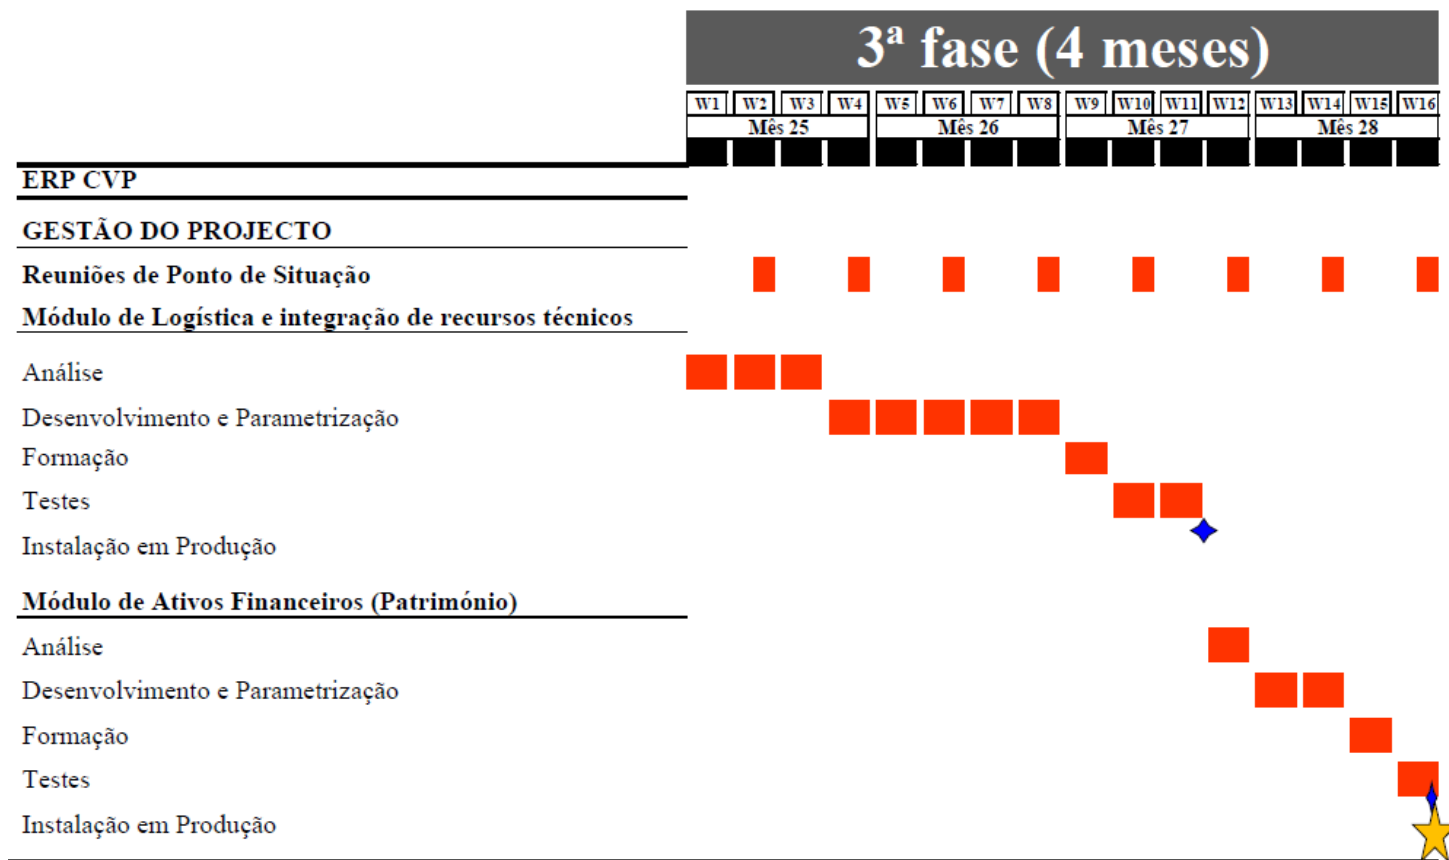 3ª fase (4 meses)
W1 W2 W3 W4 W5 W6 W7 W8 W9 W10 W11 W12 W13 W14 W15 W16
Mês 25 Mês 26 Mês 27 Mês 28
ERP CVP
GESTÃO DO PROJECTO
Reuniões de Ponto de Situação
Módulo de Logística e integração de recursos técnicos
Análise
Desenvolvimento e Parametrização
Formação
Testes
Instalação em Produção
Módulo de Ativos Financeiros (Património)
Análise
Desenvolvimento e Parametrização
Formação
Testes
Instalação em Produção